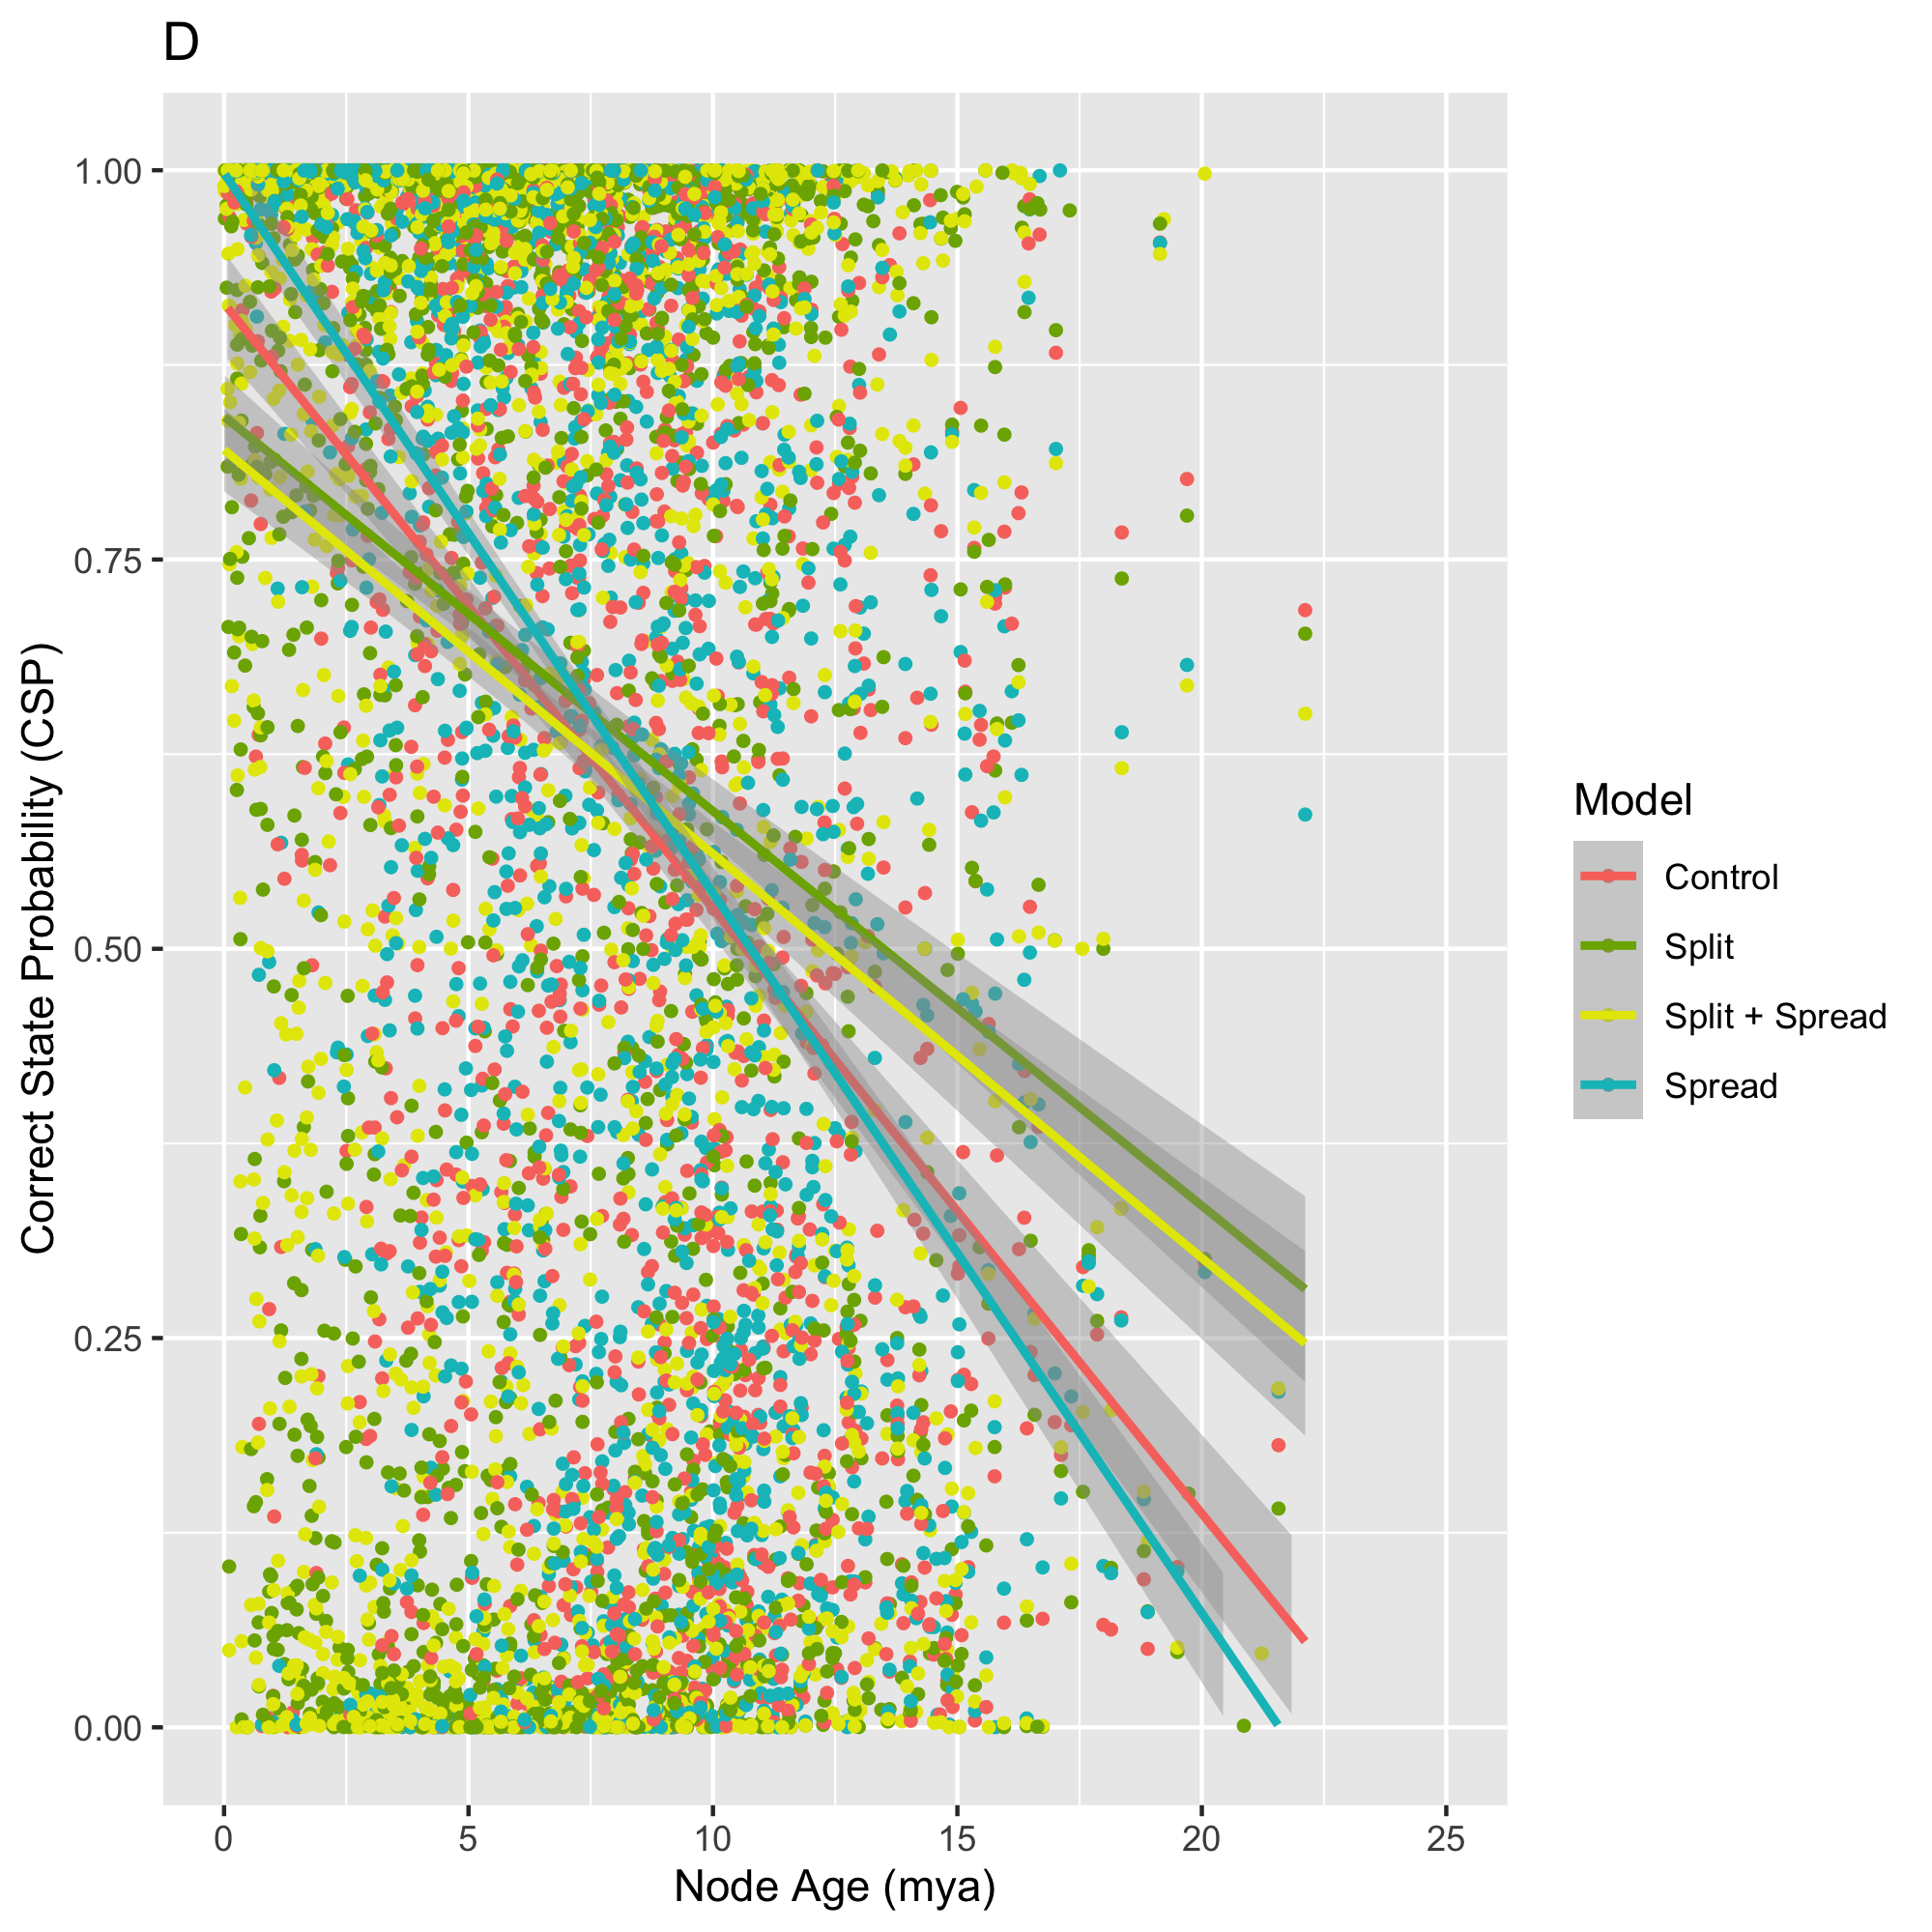 D
Correct State Probability (CSP)
1.00
0.75
0.50
0.25
0.00
0 5 10 15 20 25
Node Age (mya)
Model
Control
Split
Split + Spread
Spread